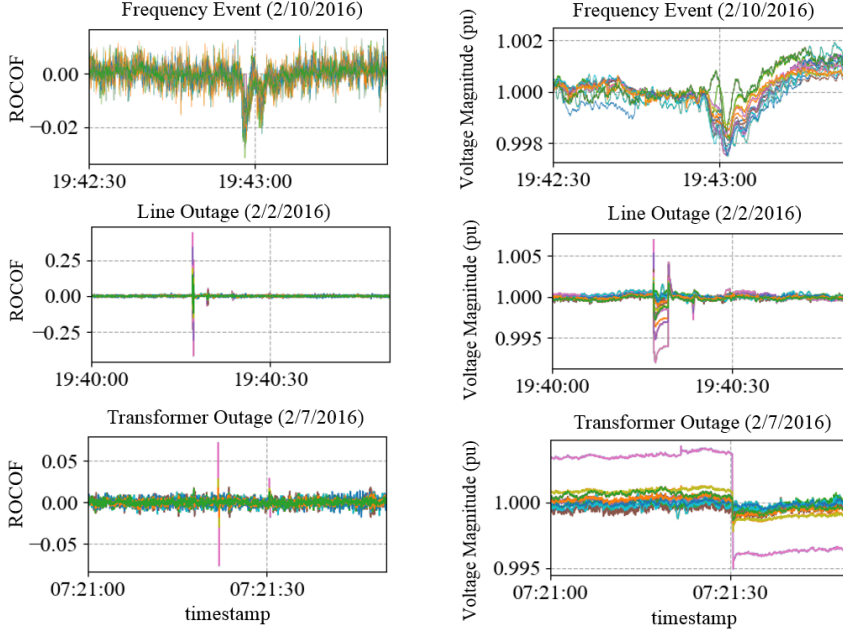 Frequency Event (2/10/2016)
ROCOF
0.00
−0.02
19:42:30
19:43:00
Frequency Event (2/10/2016)
Voltage Magnitude (pu)
1.002
1.000
0.998
19:42:30
19:43:00
Line Outage (2/2/2016)
ROCOF
0.25
0.00
−0.25
19:40:00
19:40:30
Line Outage (2/2/2016)
Voltage Magnitude (pu)
1.005
1.000
0.995
19:40:00
19:40:30
Transformer Outage (2/7/2016)
ROCOF
0.05
0.00
−0.05
07:21:00
07:21:30
timestamp
Transformer Outage (2/7/2016)
Voltage Magnitude (pu)
1.000
0.995
07:21:00
07:21:30
timestamp